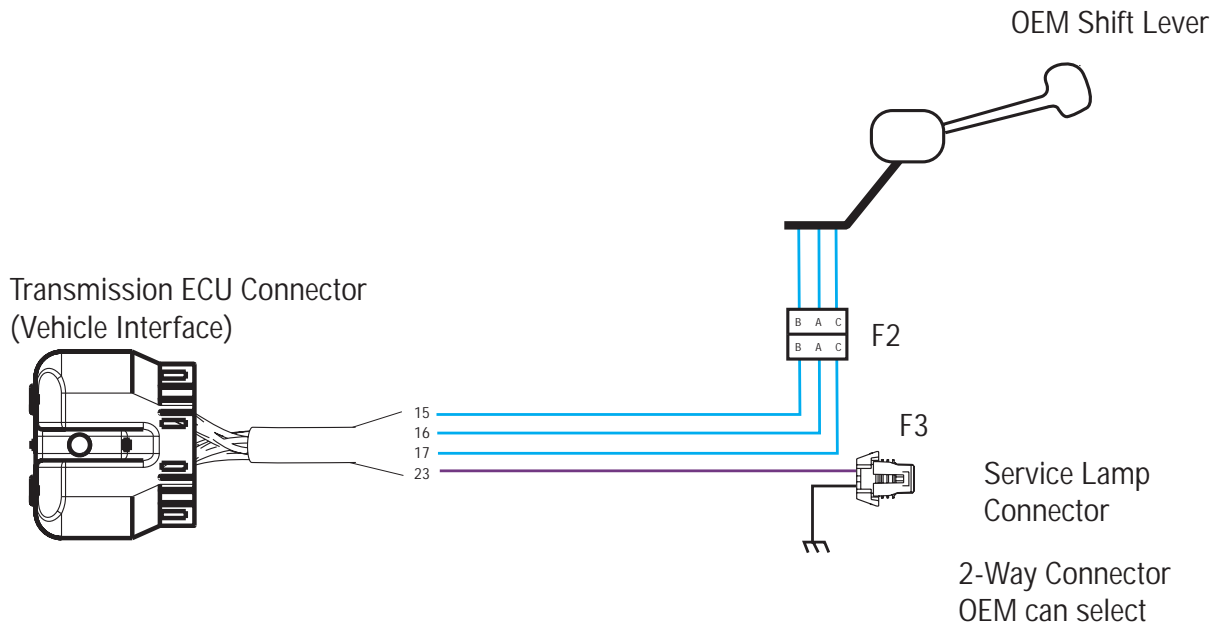 OEM Shift Lever
Transmission ECU Connector
(Vehicle Interface)
B A C
B A C
F2
15
16
17
23
F3
Service Lamp
Connector
2-Way Connector
OEM can select